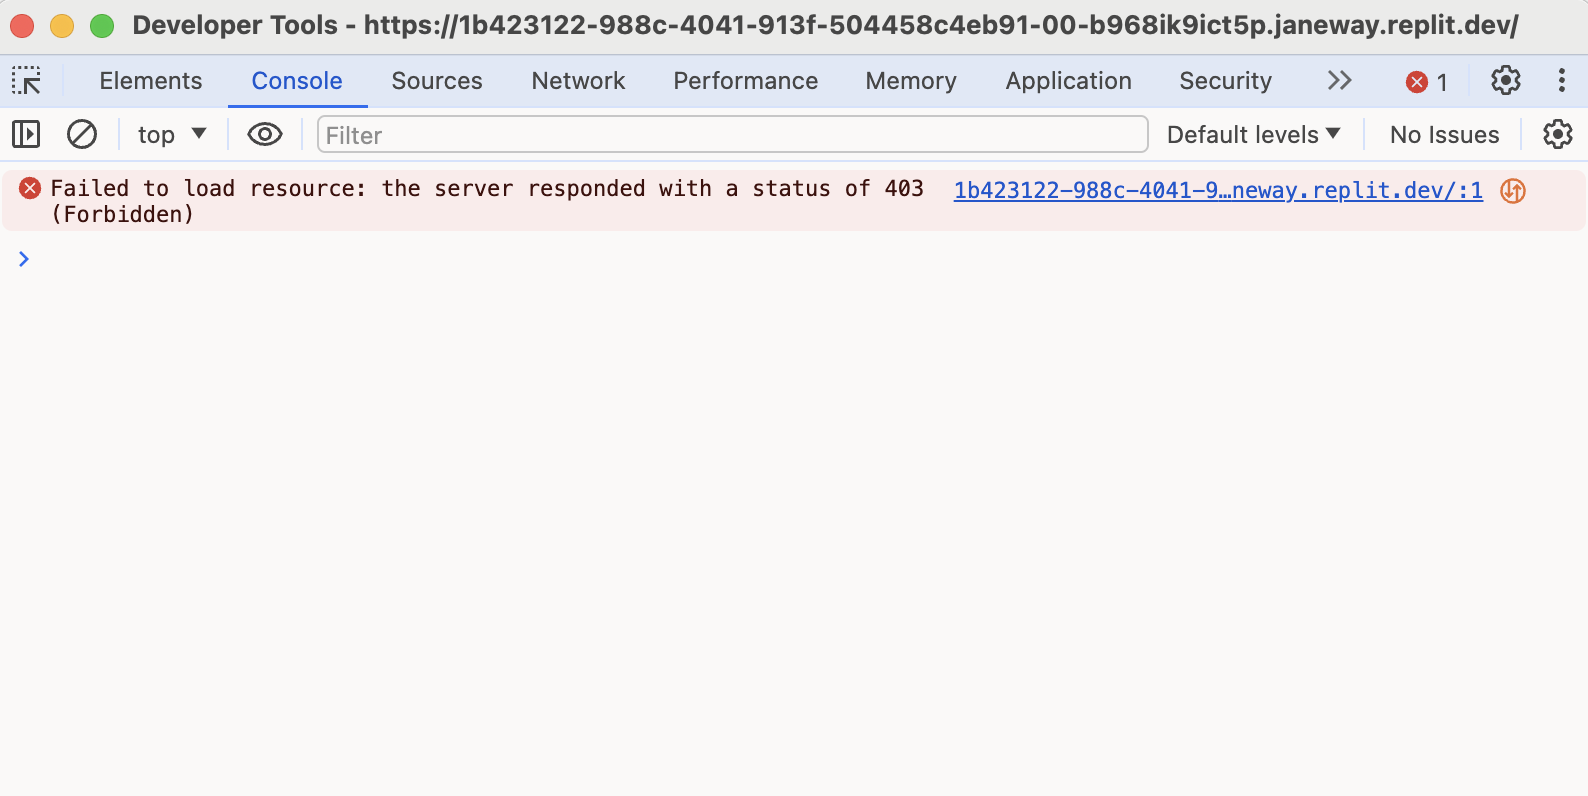 Developer Tools - https://1b423122-988c-4041-913f-504458c4eb91-00-b968ik9ict5p.janeway.replit.dev/
Elements Console Sources Network Performance Memory Application Security 1
top Filter Default levels No Issues
Failed to load resource: the server responded with a status of 403 1b423122-988c-4041-9…neway.replit.dev/:1
(Forbidden)